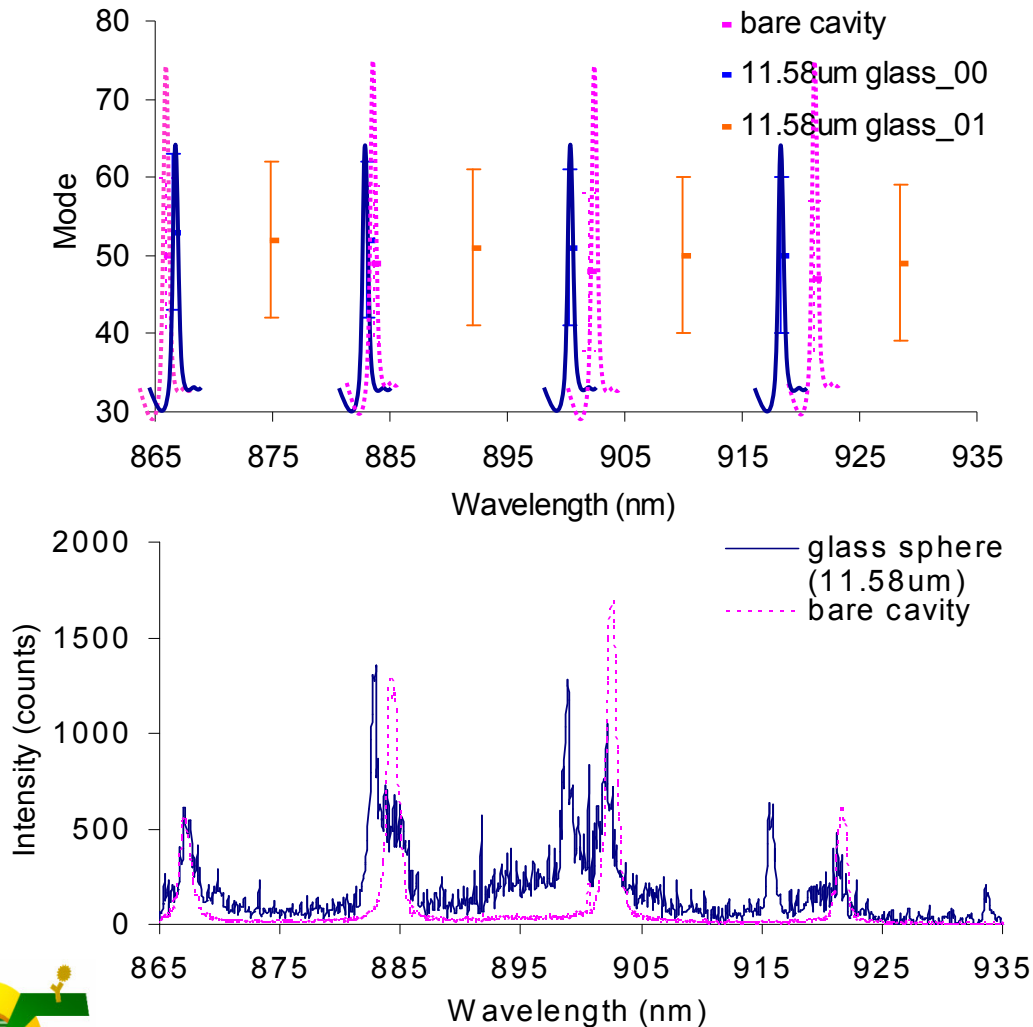 80
70
60
50
40
30
Mode
bare cavity
11.58um glass_00
11.58um glass_01
865 875 885 895 905 915 925 935
Wavelength (nm)
2000
1500
1000
500
0
Intensity (counts)
glass sphere
(11.58um)
bare cavity
865 875 885 895 905 915 925 935
Wavelength (nm)